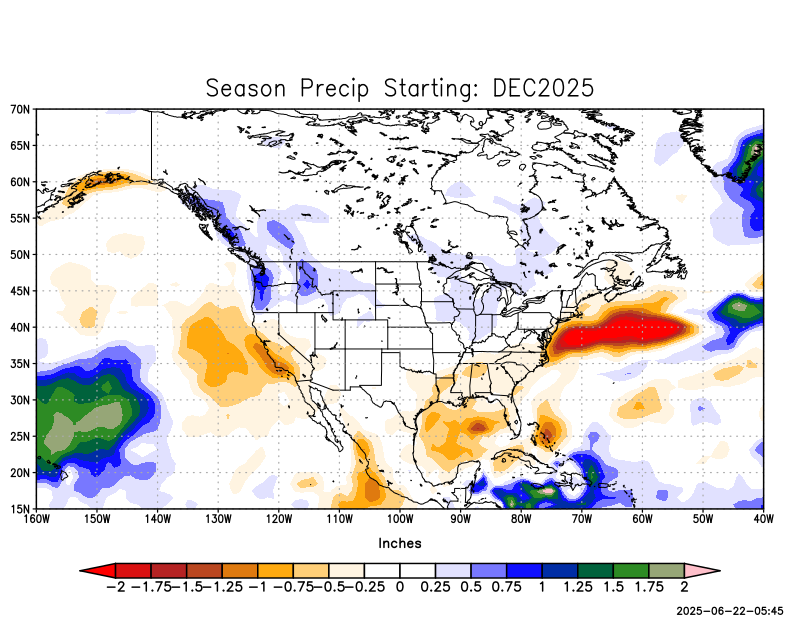 Season Precip Starting: DEC2025
70N
65N
60N
55N
50N
45N
40N
35N
30N
25N
20N
15N
160W 150W 140W 130W 120W 110W 100W 90W 80W 70W 60W 50W 40W
Inches
−2 −1.75 −1.5 −1.25 −1 −0.75 −0.5 −0.25 0 0.25 0.5 0.75 1 1.25 1.5 1.75 2
2025-06-22-05:45